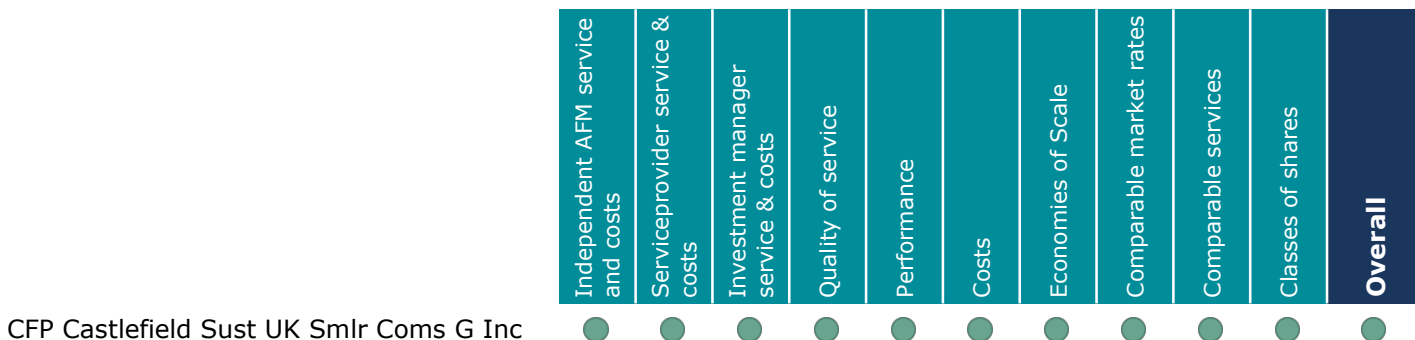 Independent AFM service
and costs
Serviceprovider service &
costs
Investment manager
service & costs
Quality of service
Performance
Costs
Economies of Scale
Comparable market rates
Comparable services
Classes of shares
Overall
CFP Castlefield Sust UK Smlr Coms G Inc